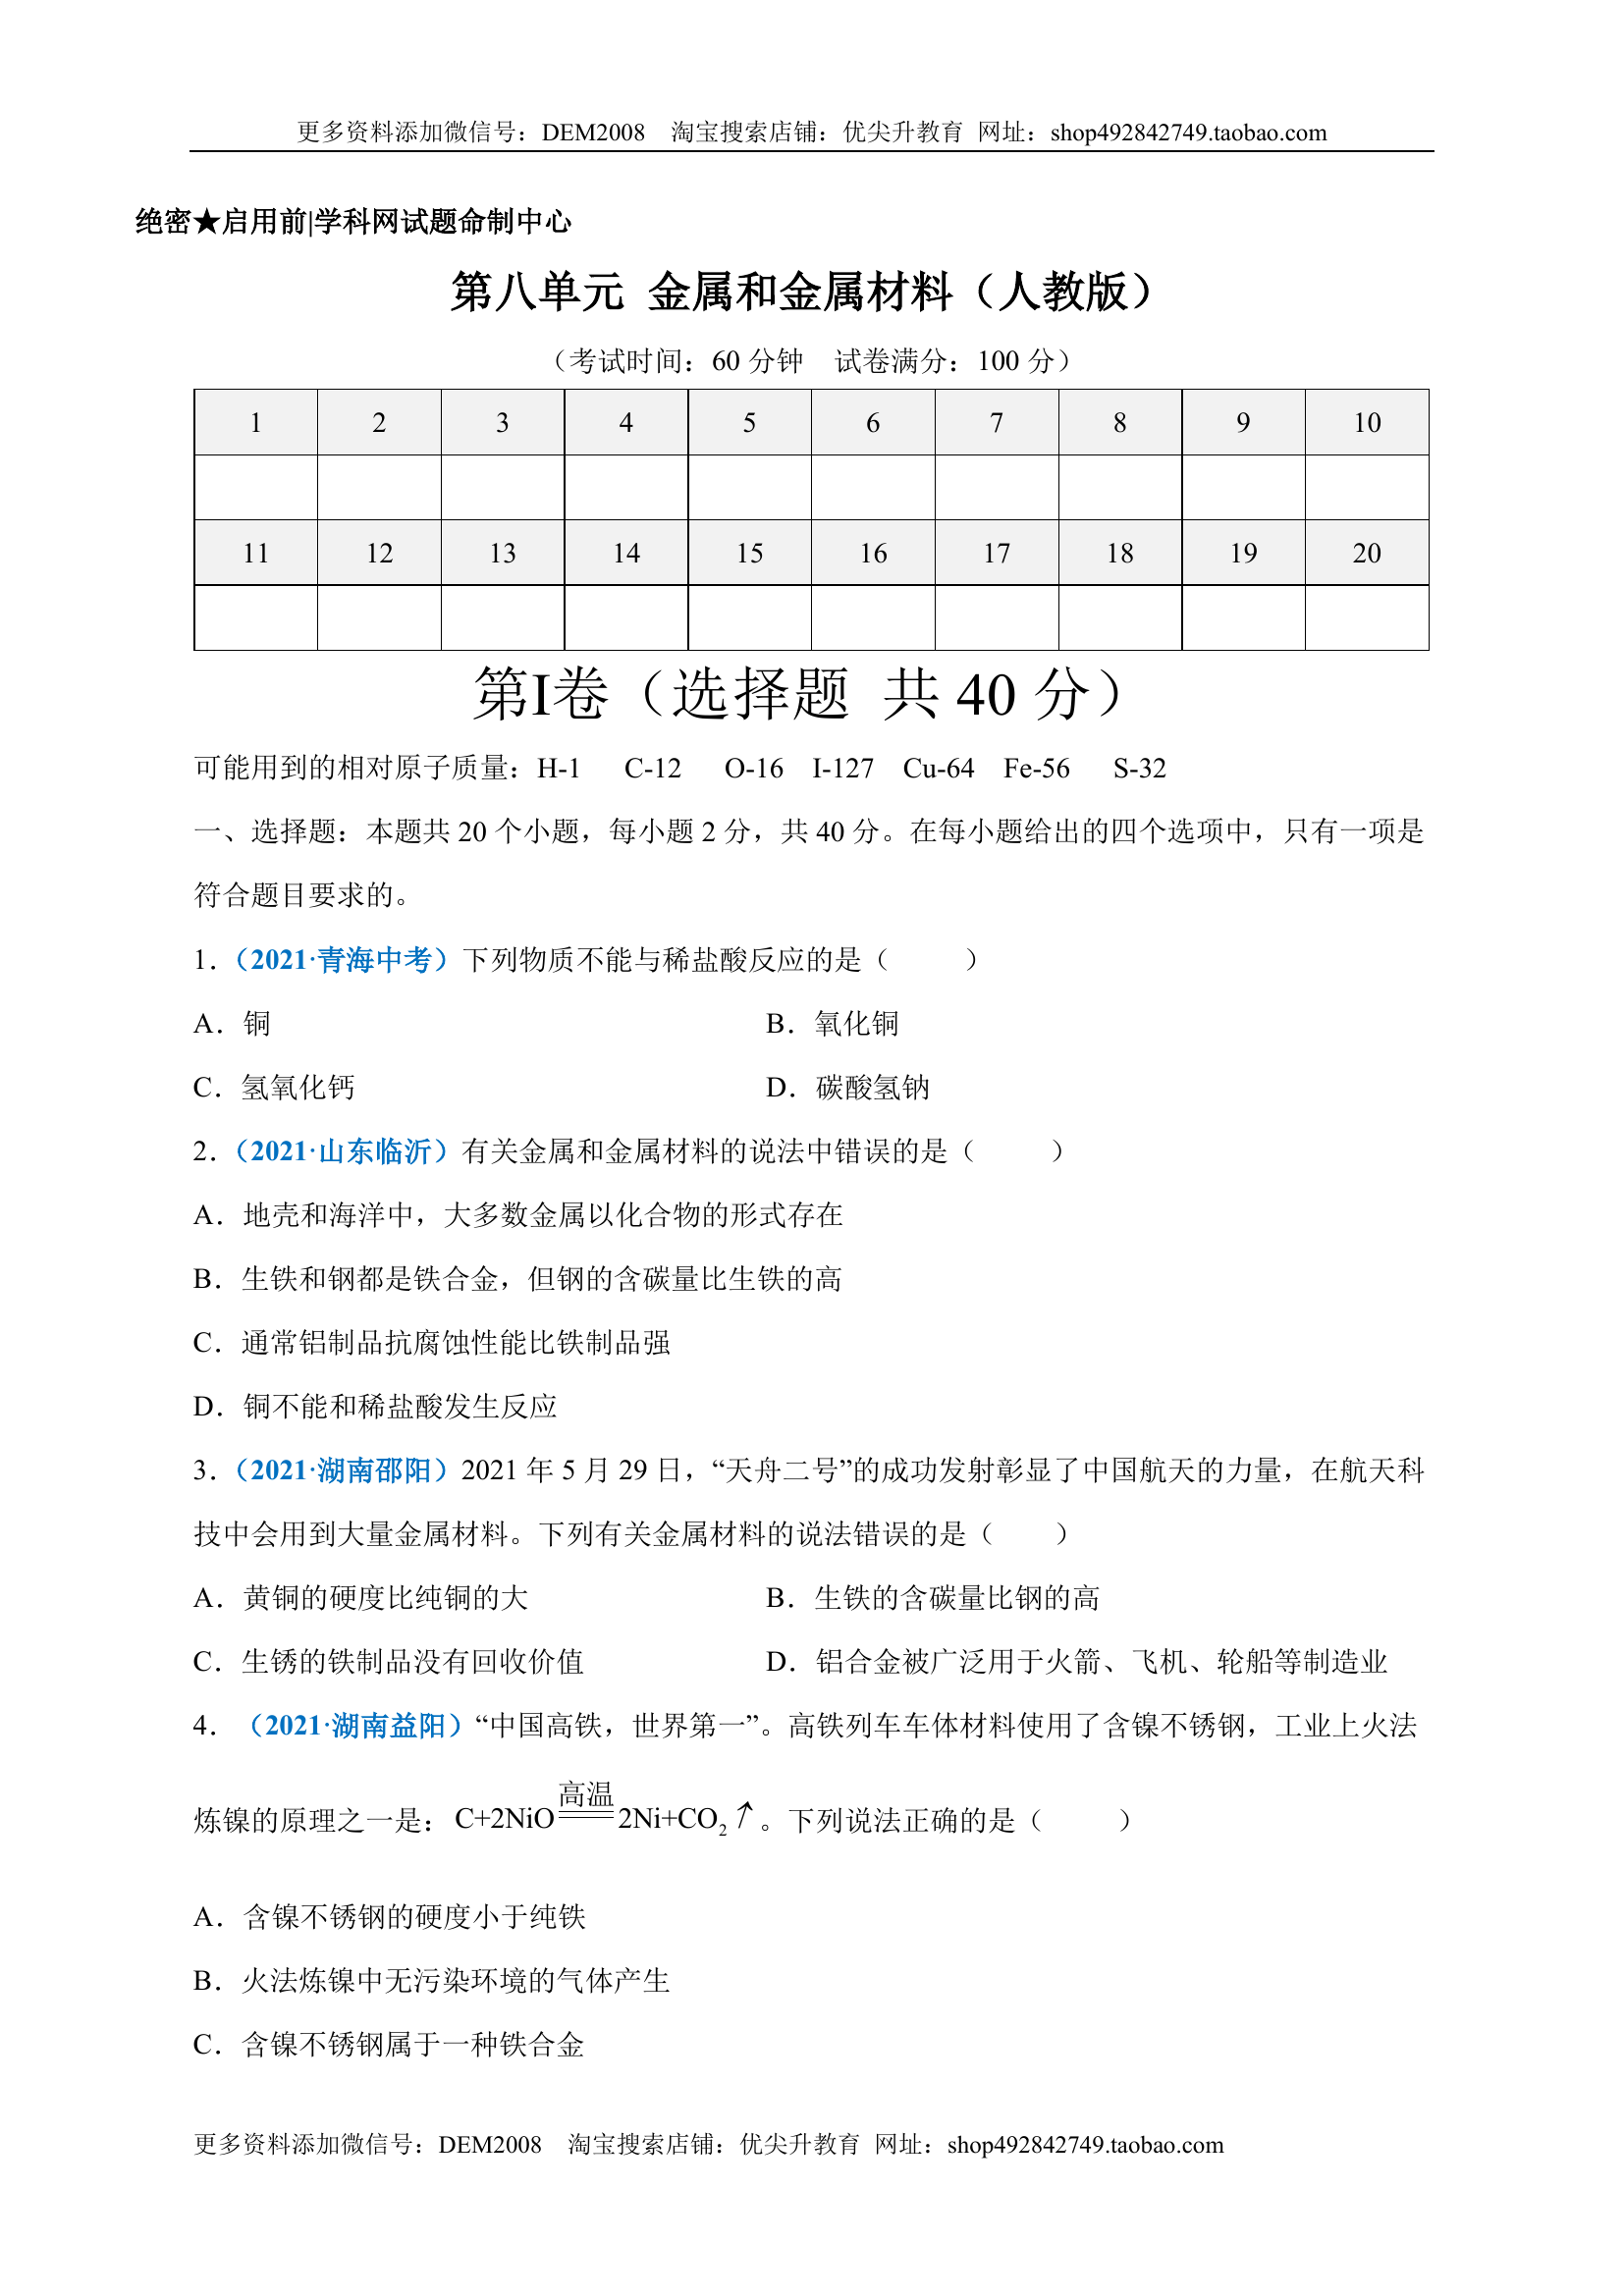 更多资料添加微信号：DEM2008 淘宝搜索店铺：优尖升教育 网址：shop492842749.taobao.com
绝密★启用前|学科网试题命制中心
第八单元 金属和金属材料（人教版）
（考试时间：60 分钟 试卷满分：100 分）
1 2 3 4 5 6 7 8 9 10
11 12 13 14 15 16 17 18 19 20
第I卷（选择题 共 40 分）
可能用到的相对原子质量：H-1 C-12 O-16 I-127 Cu-64 Fe-56 S-32
一、选择题：本题共 20 个小题，每小题 2 分，共 40 分。在每小题给出的四个选项中，只有一项是
符合题目要求的。
1.（2021·青海中考）下列物质不能与稀盐酸反应的是（ ）
A．铜 B．氧化铜
C．氢氧化钙 D．碳酸氢钠
2.（2021·山东临沂）有关金属和金属材料的说法中错误的是（ ）
A．地壳和海洋中，大多数金属以化合物的形式存在
B．生铁和钢都是铁合金，但钢的含碳量比生铁的高
C．通常铝制品抗腐蚀性能比铁制品强
D．铜不能和稀盐酸发生反应
3.（2021·湖南邵阳）2021 年 5 月 29 日，“天舟二号”的成功发射彰显了中国航天的力量，在航天科
技中会用到大量金属材料。下列有关金属材料的说法错误的是（ ）
A．黄铜的硬度比纯铜的大 B．生铁的含碳量比钢的高
C．生锈的铁制品没有回收价值 D．铝合金被广泛用于火箭、飞机、轮船等制造业
4．（2021·湖南益阳）“中国高铁，世界第一”。高铁列车车体材料使用了含镍不锈钢，工业上火法
炼镍的原理之一是：C+2NiO 高温 2Ni+CO₂↑。下列说法正确的是（ ）
A．含镍不锈钢的硬度小于纯铁
B．火法炼镍中无污染环境的气体产生
C．含镍不锈钢属于一种铁合金
更多资料添加微信号：DEM2008 淘宝搜索店铺：优尖升教育 网址：shop492842749.taobao.com